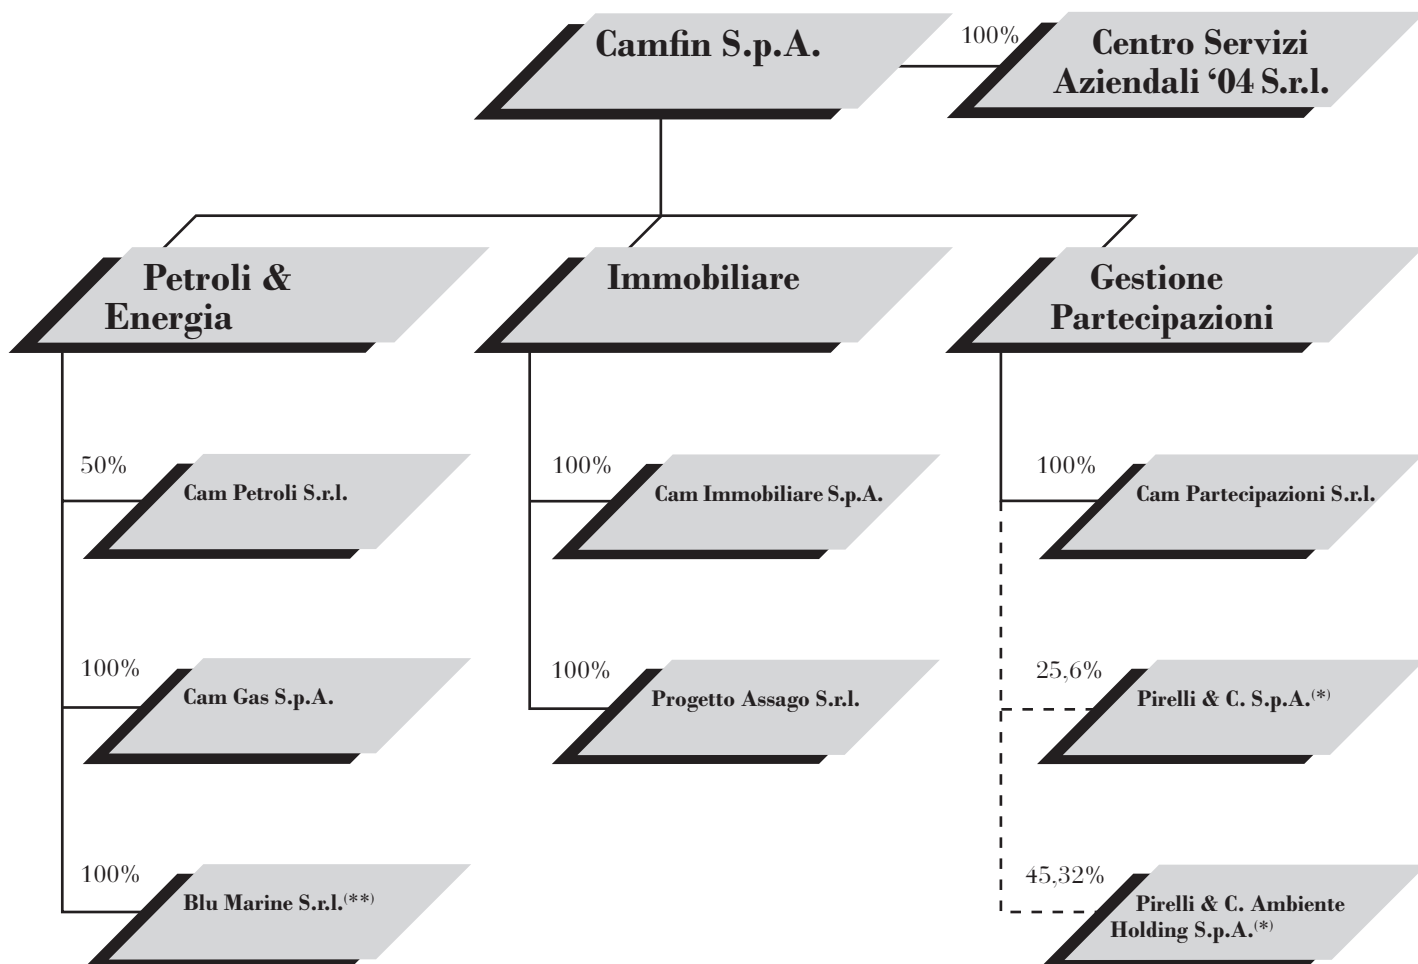 Camfin S.p.A.
100%
Centro Servizi
Aziendali ‘04 S.r.l.
Petroli &
Energia
Immobiliare
Gestione
Partecipazioni
50%
Cam Petroli S.r.l.
100%
Cam Immobiliare S.p.A.
100%
Cam Partecipazioni S.r.l.
100%
Cam Gas S.p.A.
100%
Progetto Assago S.r.l.
25,6%
Pirelli & C. S.p.A.(*)
100%
Blu Marine S.r.l.(**)
45,32%
Pirelli & C. Ambiente
Holding S.p.A.(*)